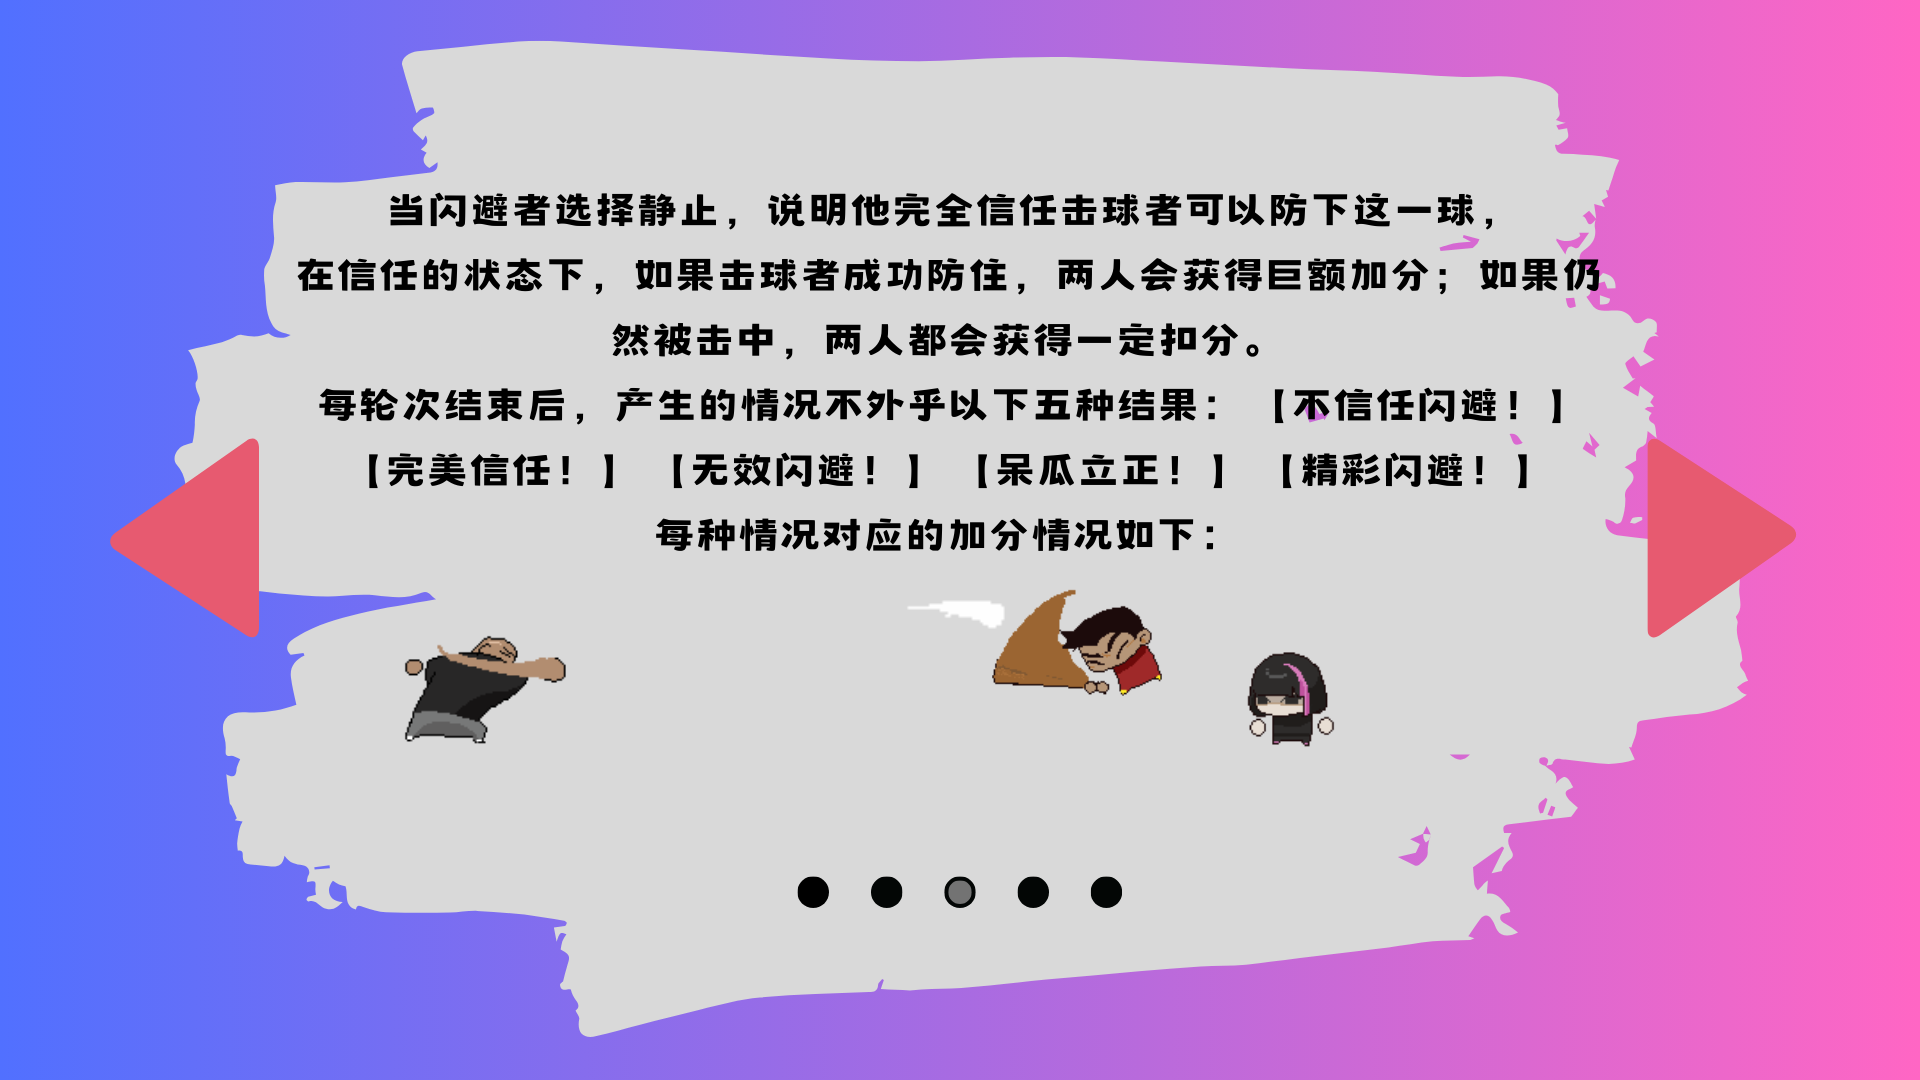 当闪避者选择静止，说明他完全信任击球者可以防下这一球，
在信任的状态下，如果击球者成功防住，两人会获得巨额加分；如果仍
然被击中，两人都会获得一定扣分。
每轮次结束后，产生的情况不外乎以下五种结果：【不信任闪避！】
【完美信任！】【无效闪避！】【呆瓜立正！】【精彩闪避！】
每种情况对应的加分情况如下：